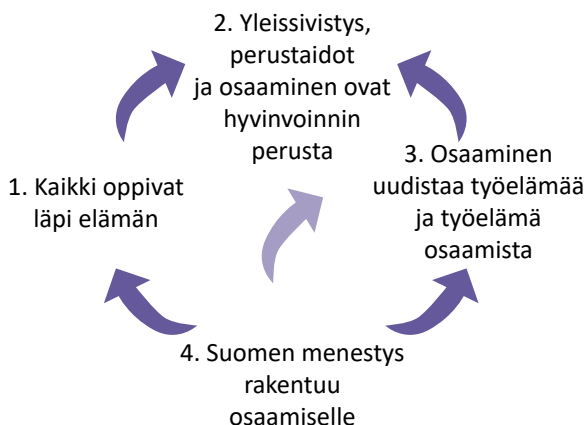 2. Yleissivistys,
perustaidot
ja osaaminen ovat
hyvinvoinnin
perusta
1. Kaikki oppivat
läpi elämän
3. Osaaminen
uudistaa työelämää
ja työelämä
osaamista
4. Suomen menestys
rakentuu
osaamiselle